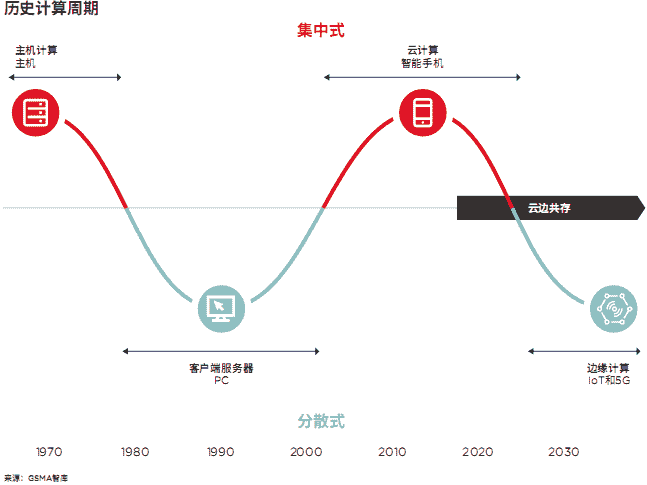 历史计算周期
集中式
主机计算
主机
云计算
智能手机
云边共存
客户端服务器
PC
边缘计算
IoT和5G
分散式
1970 1980 1990 2000 2010 2020 2030
来源：GSMA智库